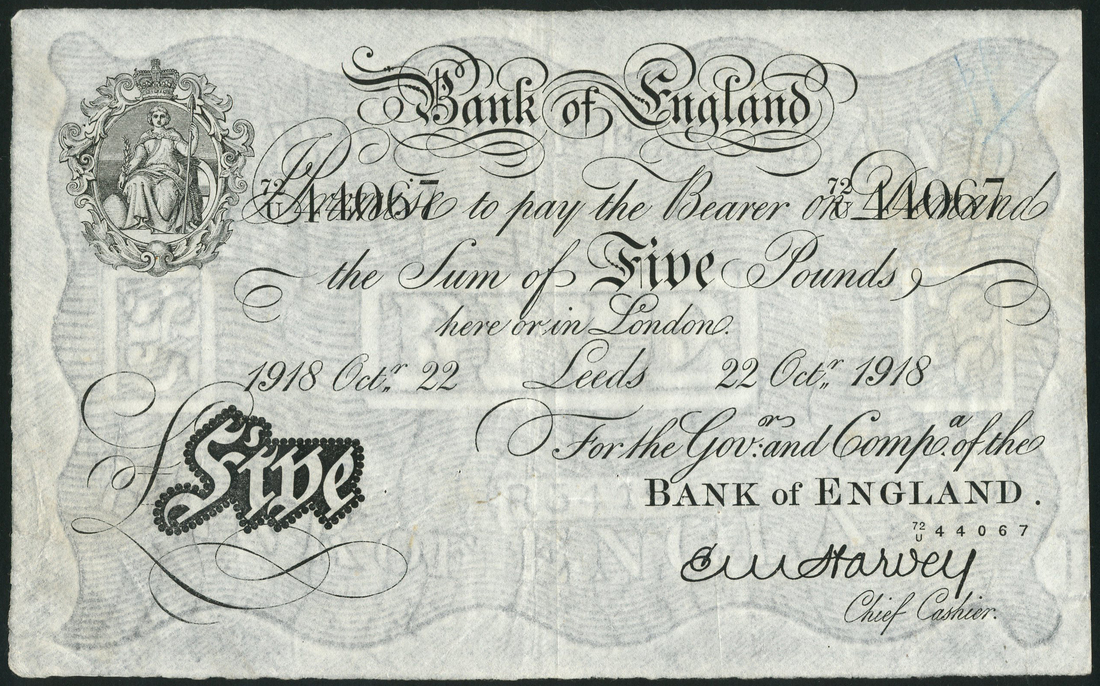 Bank of England
72/U 44067 I Promise to pay the Bearer on Demand 72/U 44067
the Sum of Five Pounds,
here or in London.
1918 Octr. 22 Leeds 22 Octr. 1918
£Five
For the Govr. and Compa. of the
BANK of ENGLAND.
72/U 44067
E M Harvey
Chief Cashier.